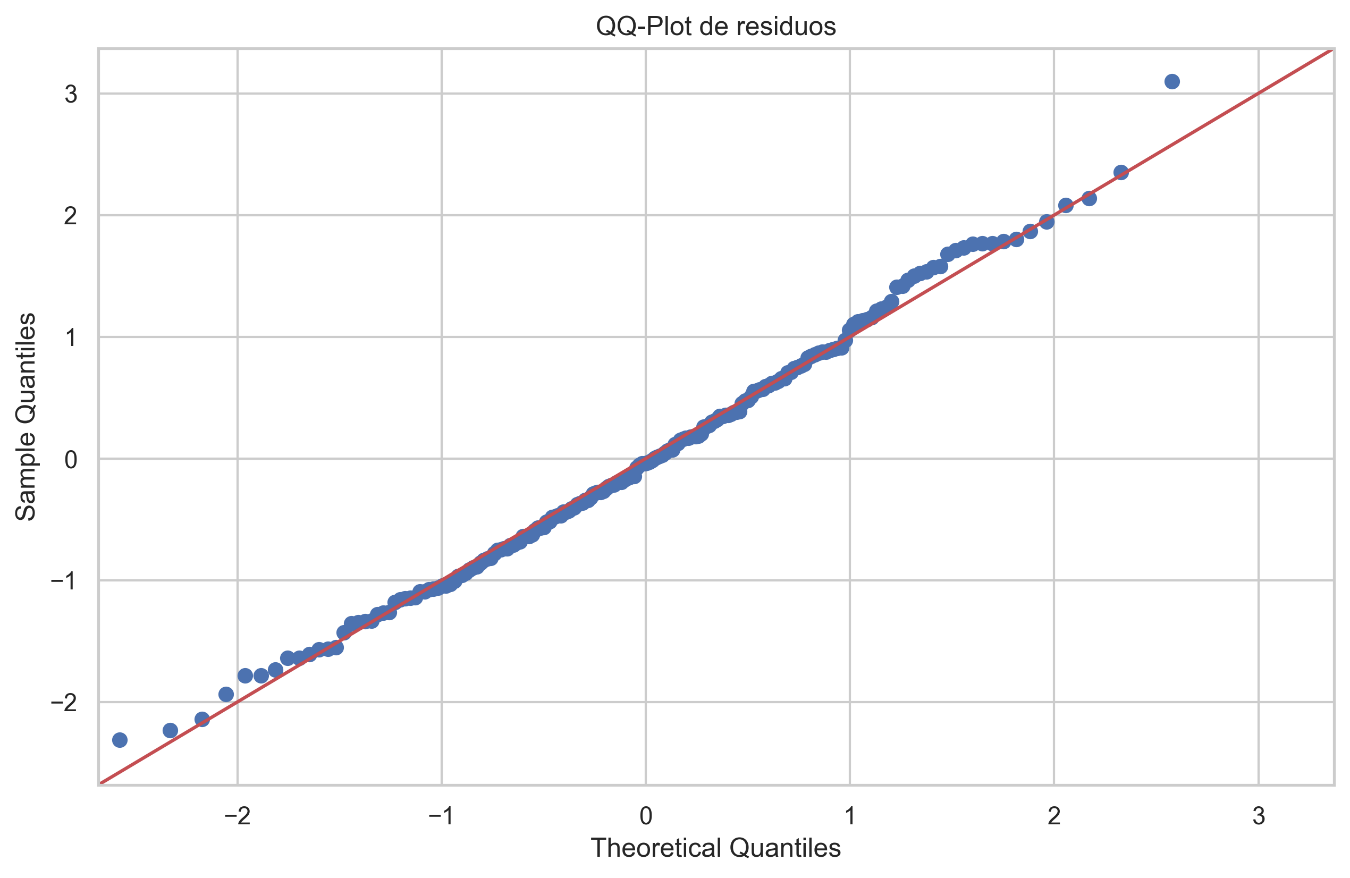 QQ-Plot de residuos
3
2
1
0
−1
−2
Sample Quantiles
−2 −1 0 1 2 3
Theoretical Quantiles